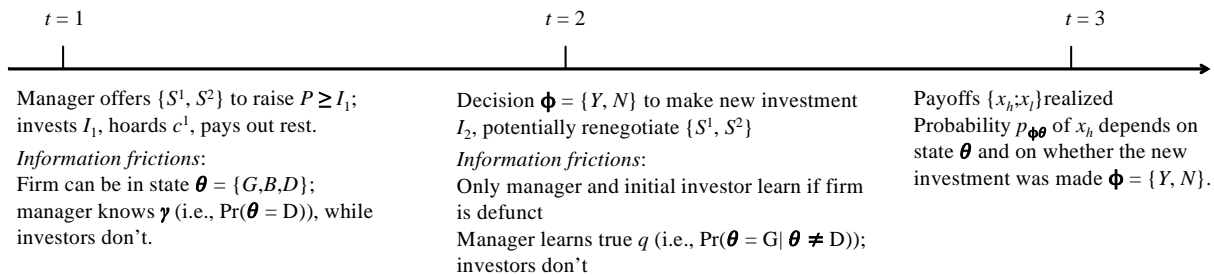 t = 1
t = 2
t = 3
Manager offers {S¹, S²} to raise P ≥ I₁;
invests I₁, hoards c¹, pays out rest.
Information frictions:
Firm can be in state θ = {G,B,D};
manager knows γ (i.e., Pr(θ = D)), while
investors don't.
Decision ϕ = {Y, N} to make new investment
I₂, potentially renegotiate {S¹, S²}
Information frictions:
Only manager and initial investor learn if firm
is defunct
Manager learns true q (i.e., Pr(θ = G| θ ≠ D));
investors don't
Payoffs {xₕ;xₗ}realized
Probability p_ϕθ of xₕ depends on
state θ and on whether the new
investment was made ϕ = {Y, N}.